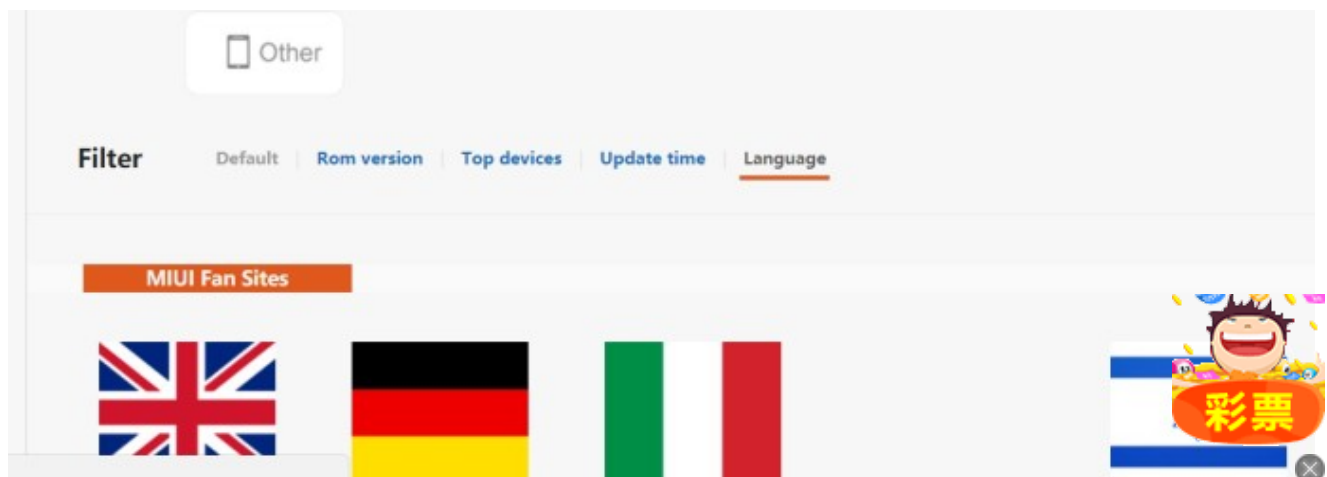 Other
Filter Default Rom version Top devices Update time Language
MIUI Fan Sites
彩票